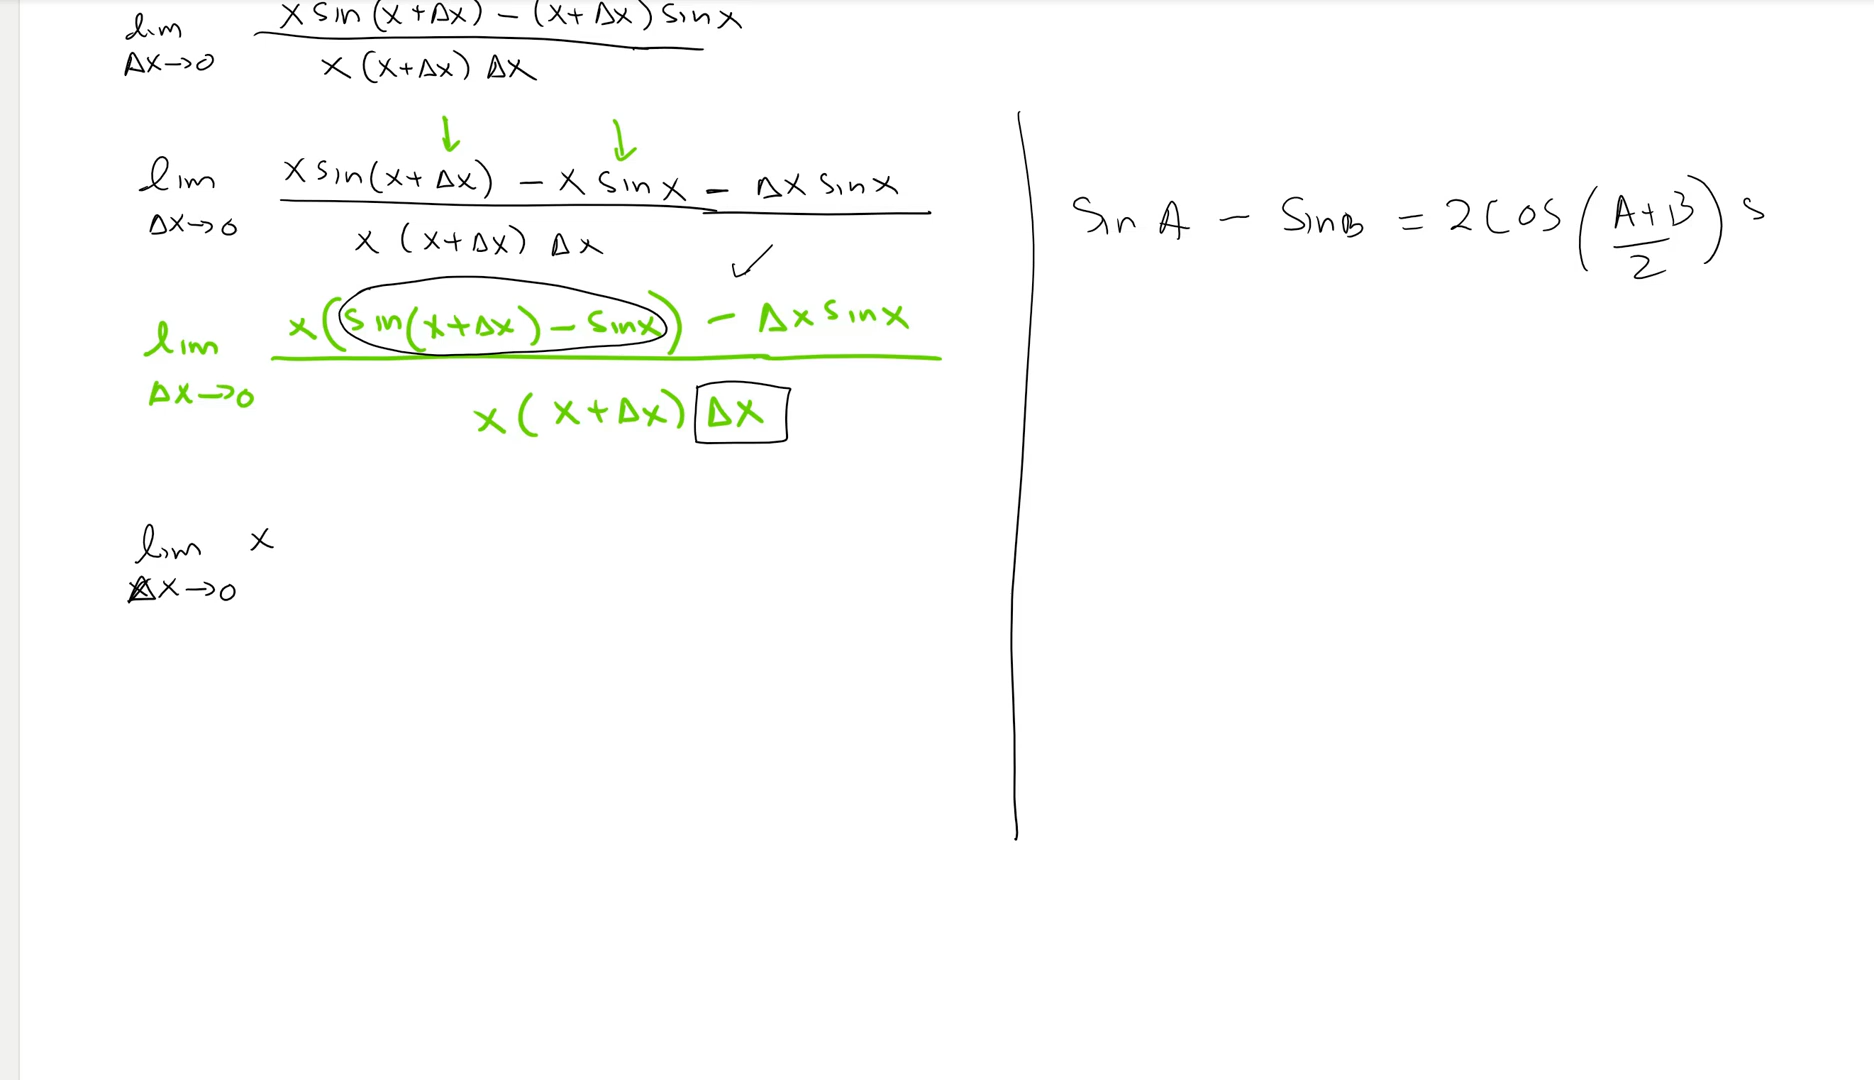 lim x sin (x + Δx) − (x + Δx) sin x
Δx→0 x (x + Δx) Δx
↓ ↓
lim x sin(x + Δx) − x sin x − Δx sin x
Δx→0 x (x + Δx) Δx
✓
lim x(sin(x + Δx) − sin x) − Δx sin x
Δx→0 x (x + Δx) Δx
lim x
Δx→0
Sin A − Sin B = 2 Cos (A + B / 2) s